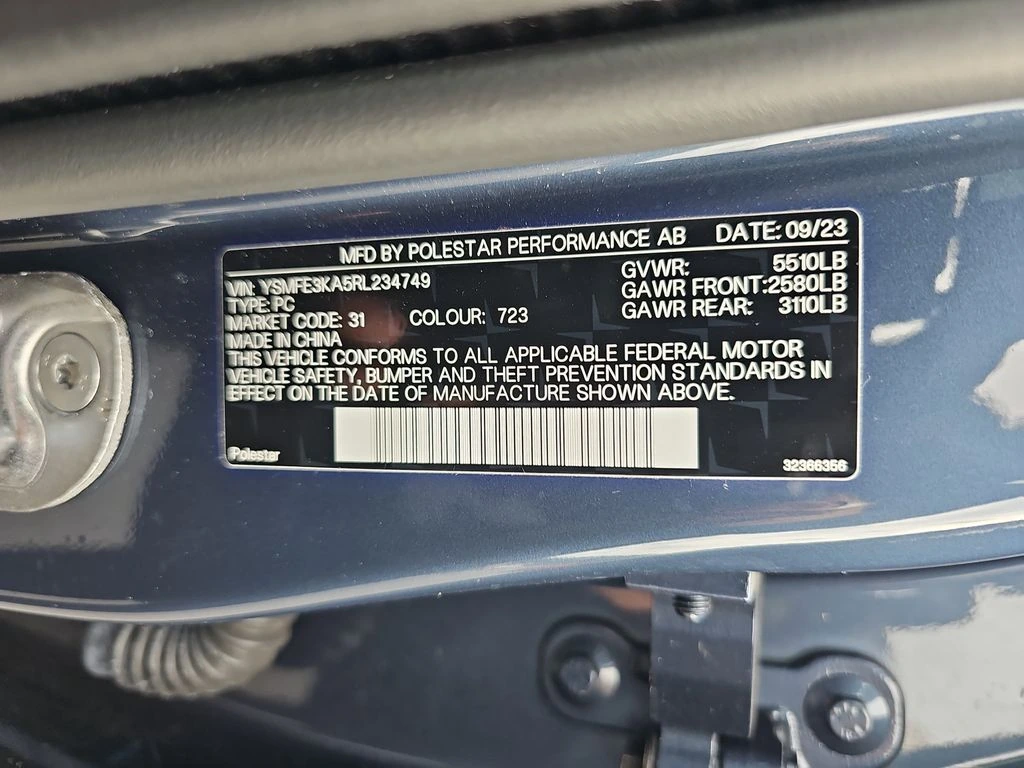 MFD BY POLESTAR PERFORMANCE AB DATE: 09/23
VIN: YSMFE3KA5RL234749 GVWR: 5510LB
TYPE: PC GAWR FRONT: 2580LB
MARKET CODE: 31 COLOUR: 723 GAWR REAR: 3110LB
MADE IN CHINA
THIS VEHICLE CONFORMS TO ALL APPLICABLE FEDERAL MOTOR
VEHICLE SAFETY, BUMPER AND THEFT PREVENTION STANDARDS IN
EFFECT ON THE DATE OF MANUFACTURE SHOWN ABOVE.
Polestar 32366356